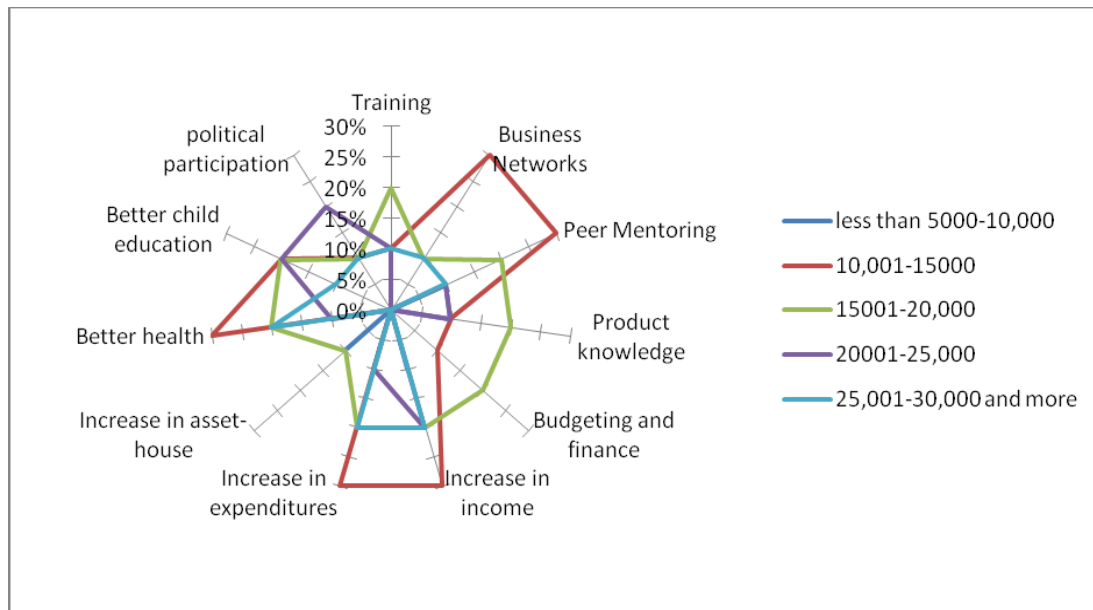 Training
30%
25%
20%
15%
10%
5%
0%
Business
Networks
Peer Mentoring
Product
knowledge
Budgeting and
finance
Increase in
income
Increase in
expenditures
Increase in asset-
house
Better health
Better child
education
political
participation
less than 5000-10,000
10,001-15000
15001-20,000
20001-25,000
25,001-30,000 and more